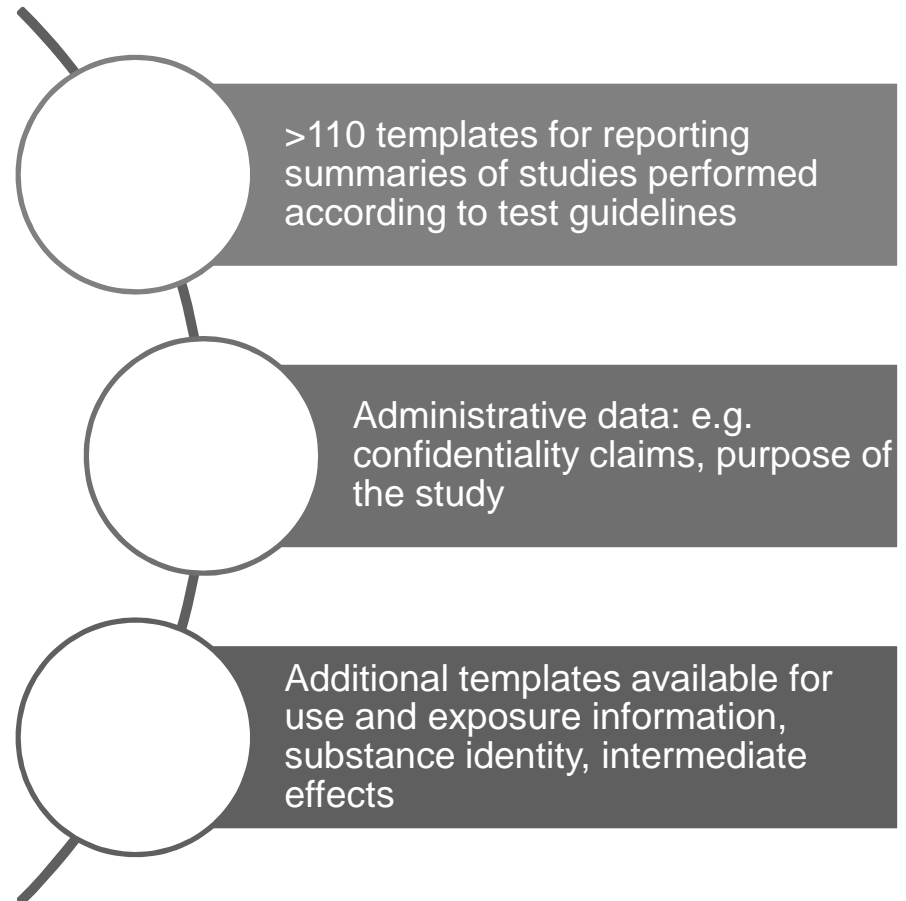 >110 templates for reporting
summaries of studies performed
according to test guidelines
Administrative data: e.g.
confidentiality claims, purpose of
the study
Additional templates available for
use and exposure information,
substance identity, intermediate
effects